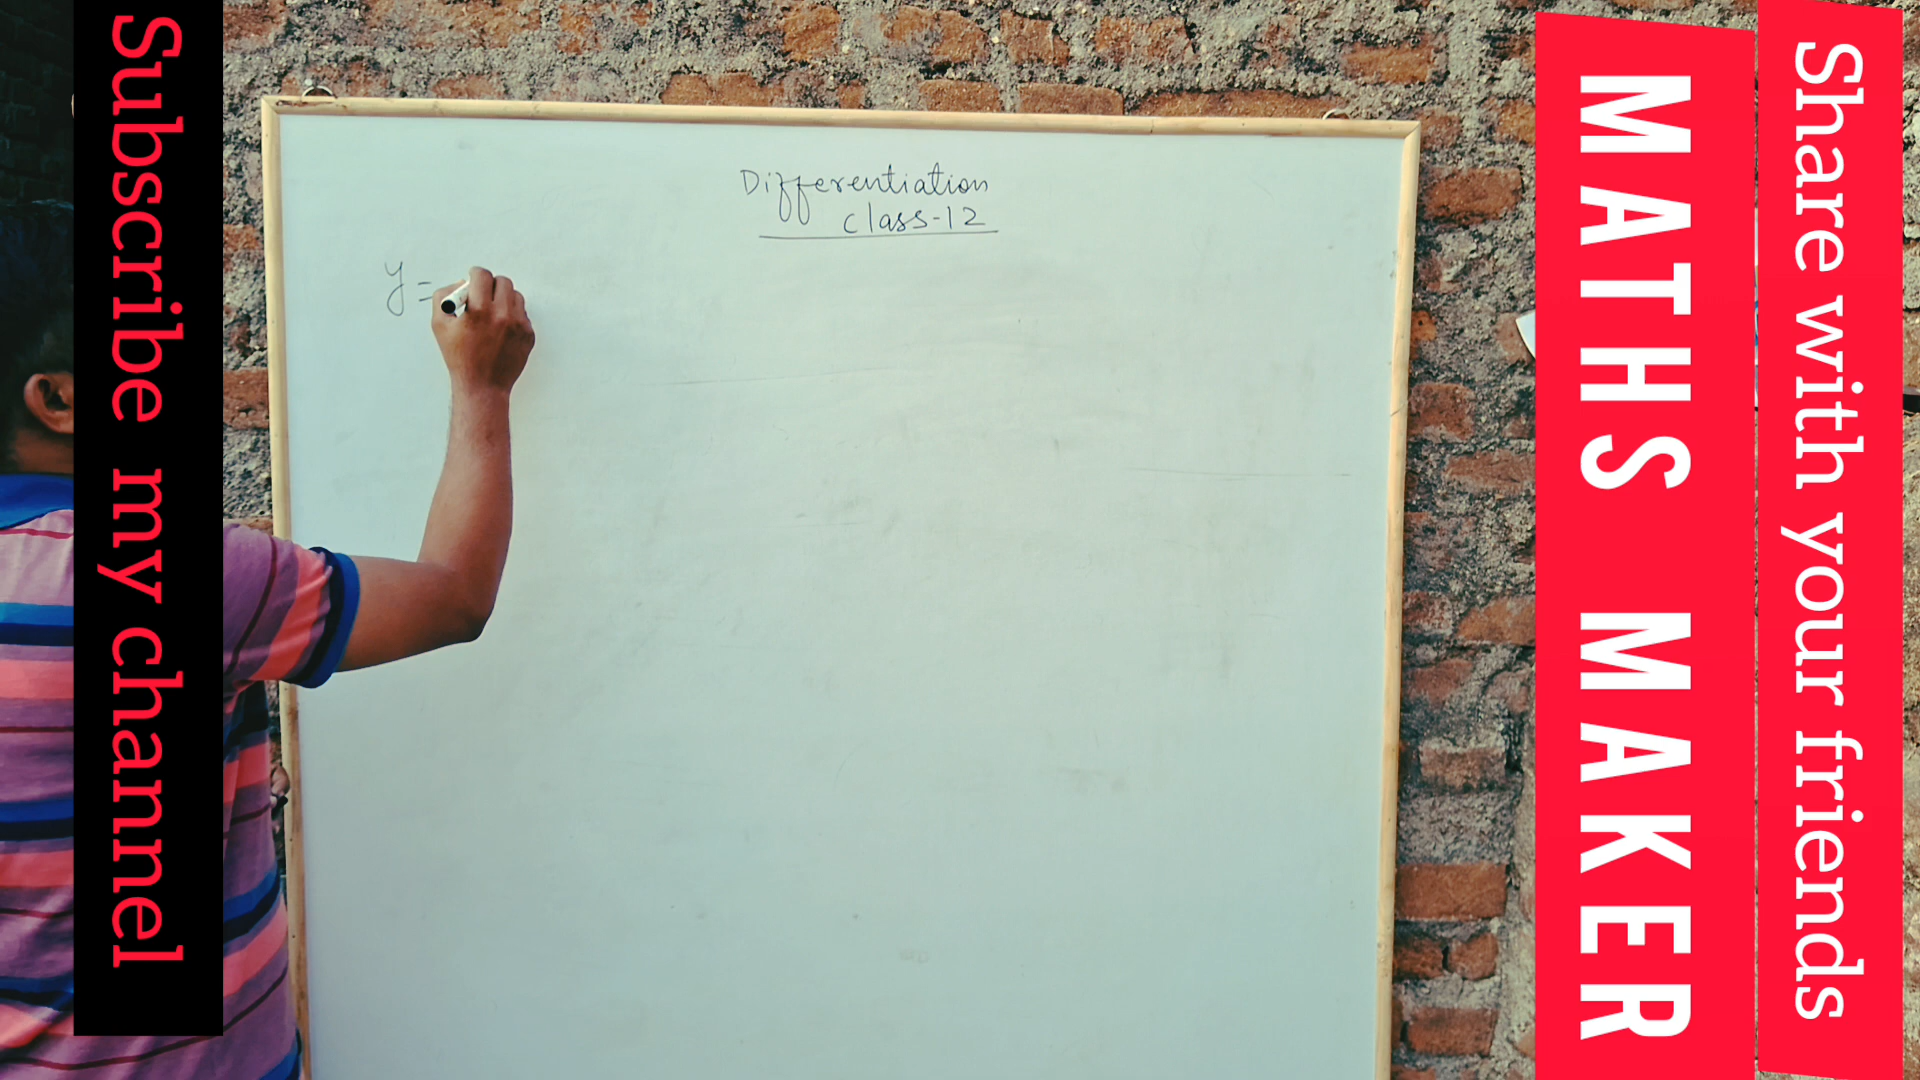 Subscribe my channel
Differentiation
class-12
y=
MATHS MAKER
Share with your friends